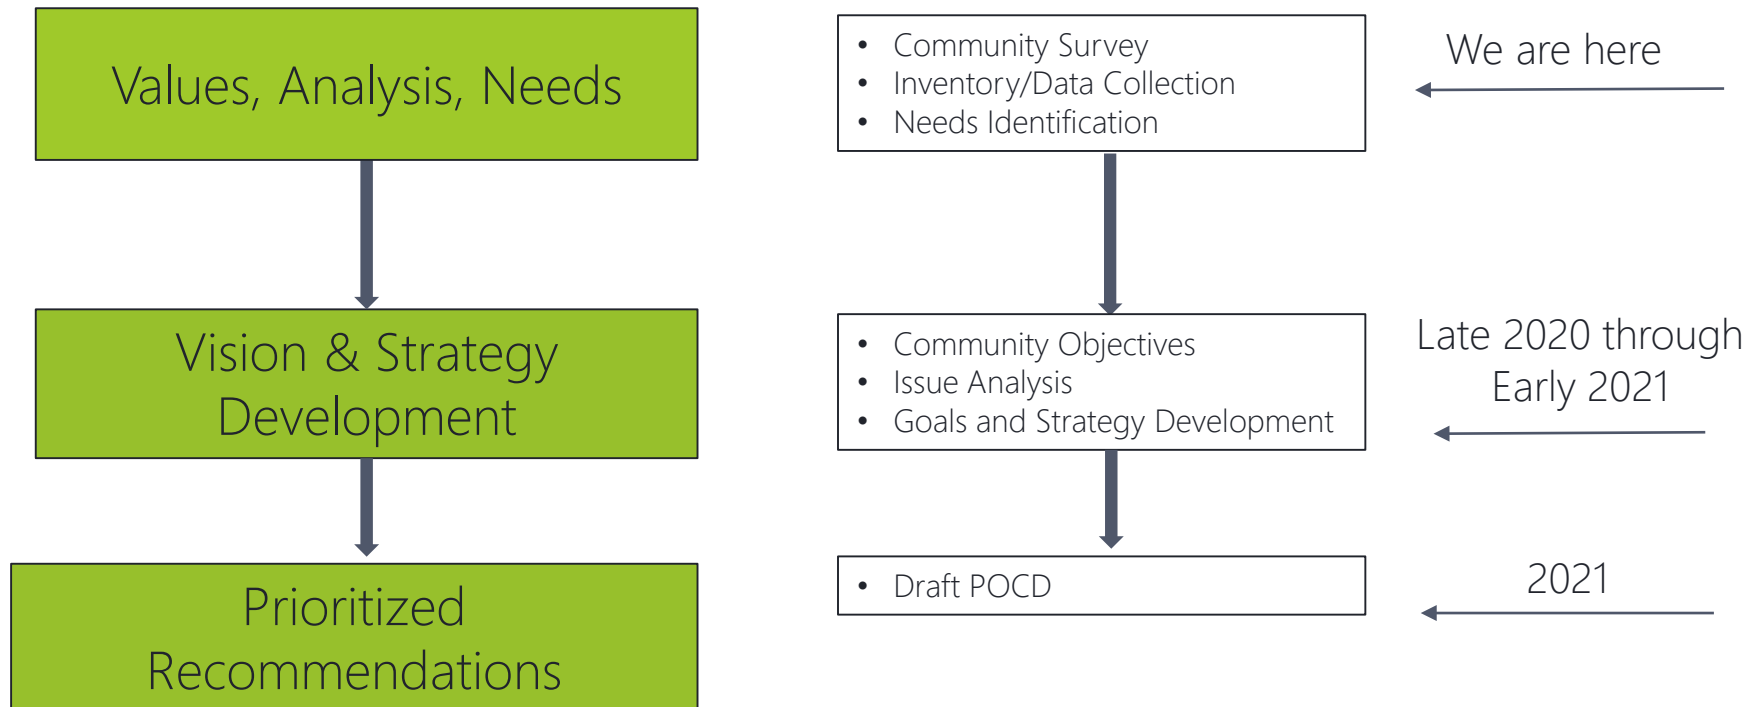 Values, Analysis, Needs
• Community Survey
• Inventory/Data Collection
• Needs Identification
We are here
Vision & Strategy
Development
• Community Objectives
• Issue Analysis
• Goals and Strategy Development
Late 2020 through
Early 2021
Prioritized
Recommendations
• Draft POCD
2021